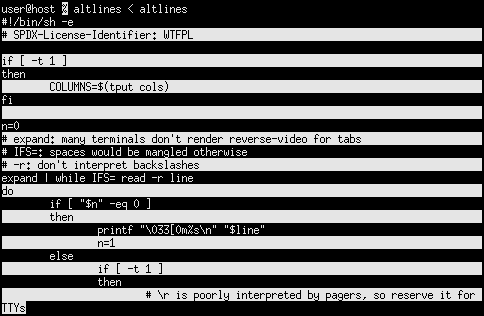 user@host % altlines < altlines
#!/bin/sh -e
# SPDX-License-Identifier: WTFPL

if [ -t 1 ]
then
        COLUMNS=$(tput cols)
fi

n=0
# expand: many terminals don't render reverse-video for tabs
# IFS=: spaces would be mangled otherwise
# -r: don't interpret backslashes
expand | while IFS= read -r line
do
        if [ "$n" -eq 0 ]
        then
                printf "\033[0m%s\n" "$line"
                n=1
        else
                if [ -t 1 ]
                then
                        # \r is poorly interpreted by pagers, so reserve it for
TTYs